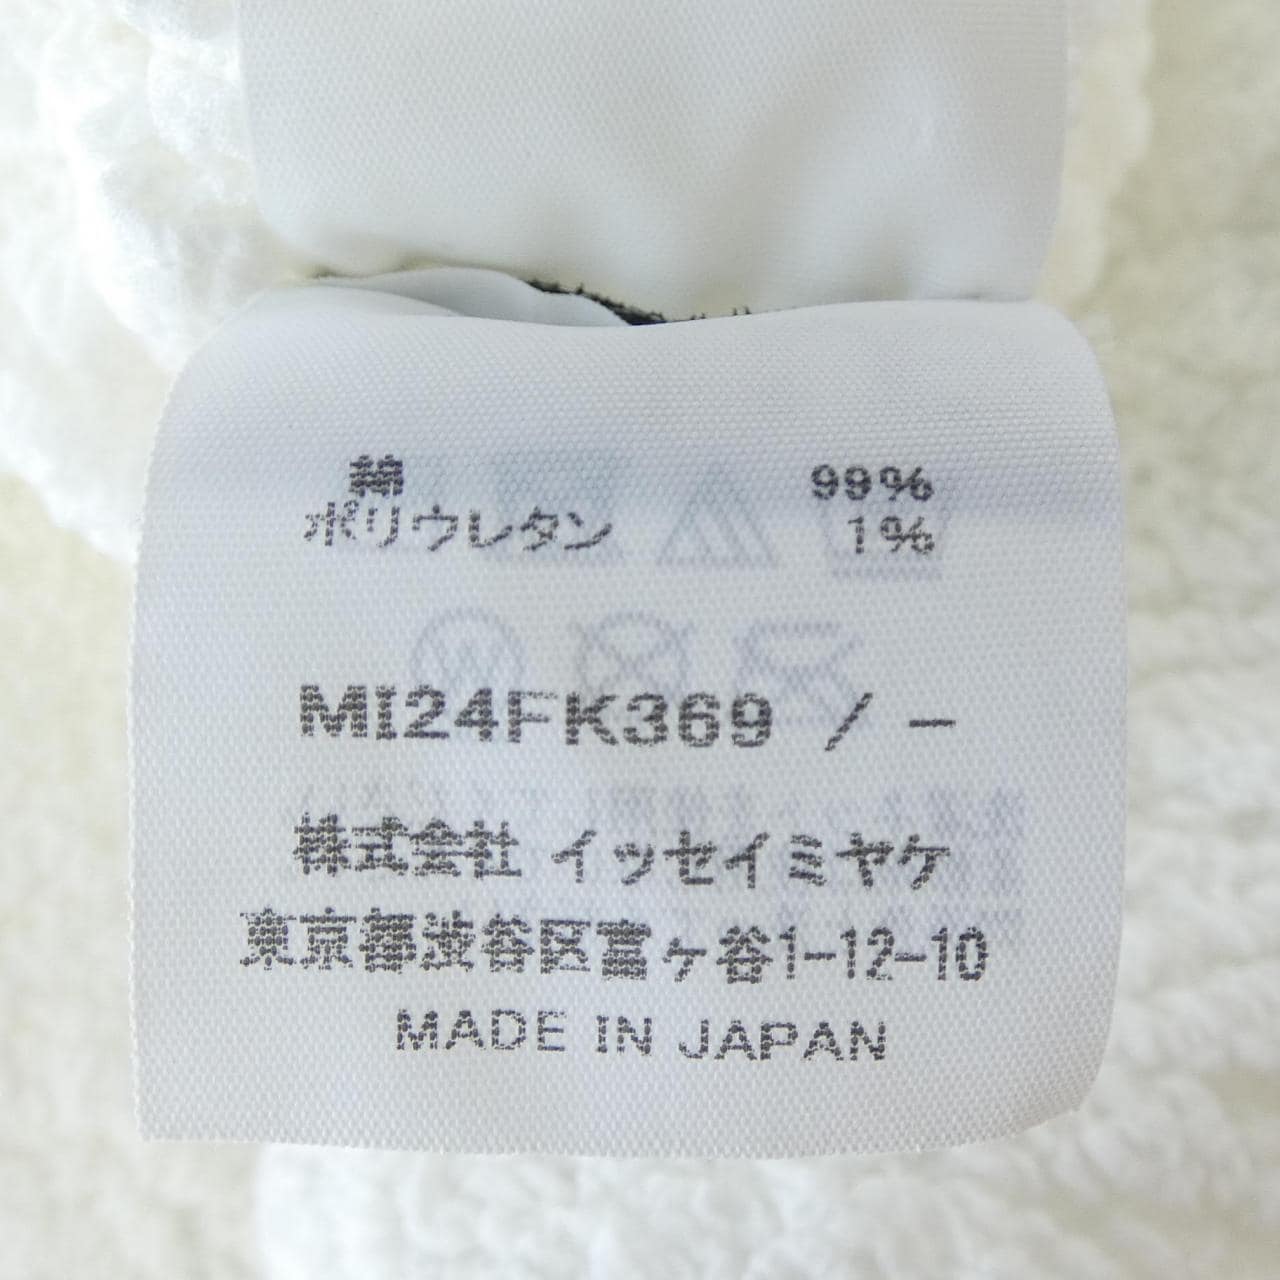 綿 99%
ポリウレタン 1%
MI24FK369 / -
株式会社 イッセイミヤケ
東京都渋谷区富ヶ谷1-12-10
MADE IN JAPAN